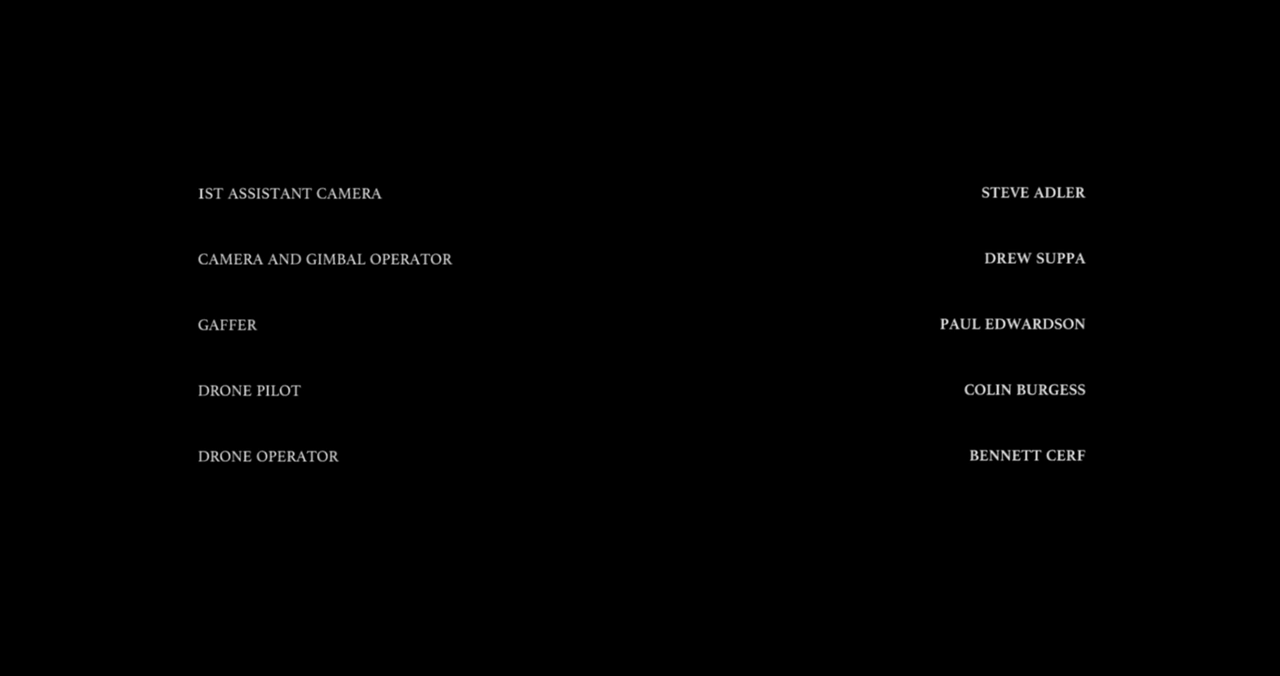 1ST ASSISTANT CAMERA STEVE ADLER
CAMERA AND GIMBAL OPERATOR DREW SUPPA
GAFFER PAUL EDWARDSON
DRONE PILOT COLIN BURGESS
DRONE OPERATOR BENNETT CERF